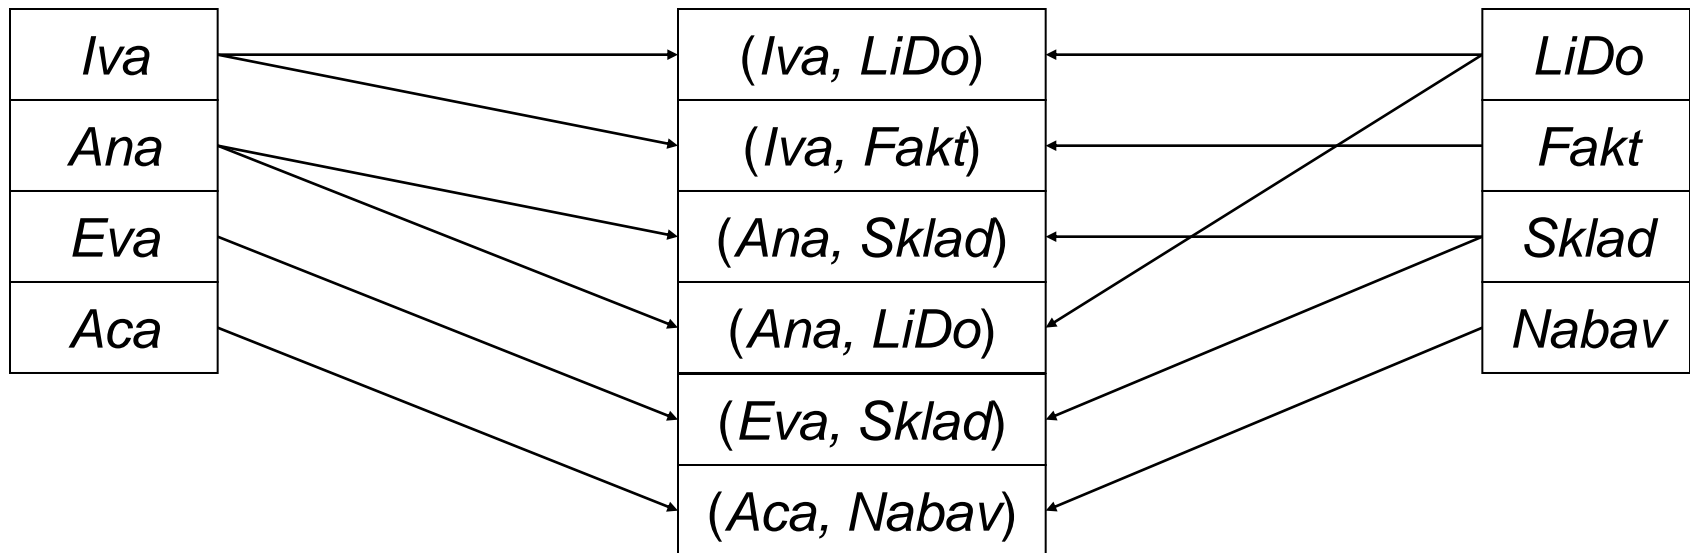 Iva
Ana
Eva
Aca
(Iva, LiDo)
(Iva, Fakt)
(Ana, Sklad)
(Ana, LiDo)
(Eva, Sklad)
(Aca, Nabav)
LiDo
Fakt
Sklad
Nabav